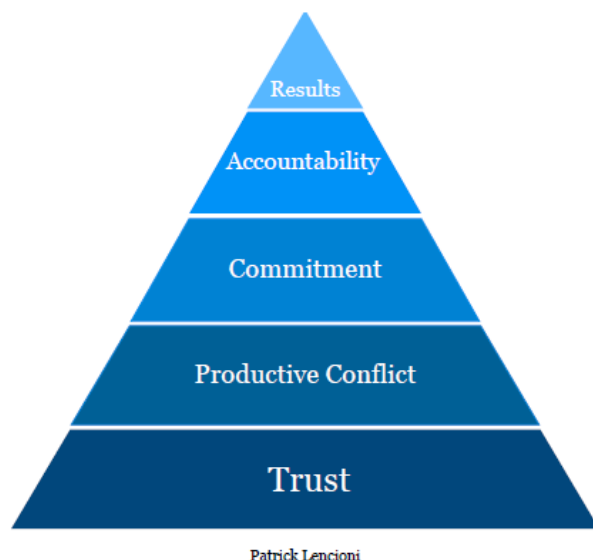 Results
Accountability
Commitment
Productive Conflict
Trust
Patrick Lencioni